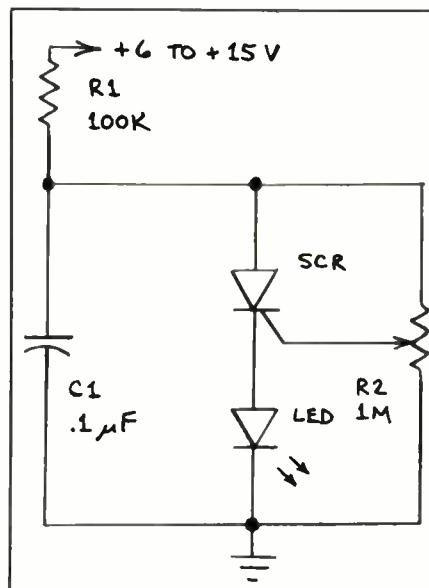 +6 TO +15 V
R1
100K
SCR
C1
.1 µF
LED
R2
1M